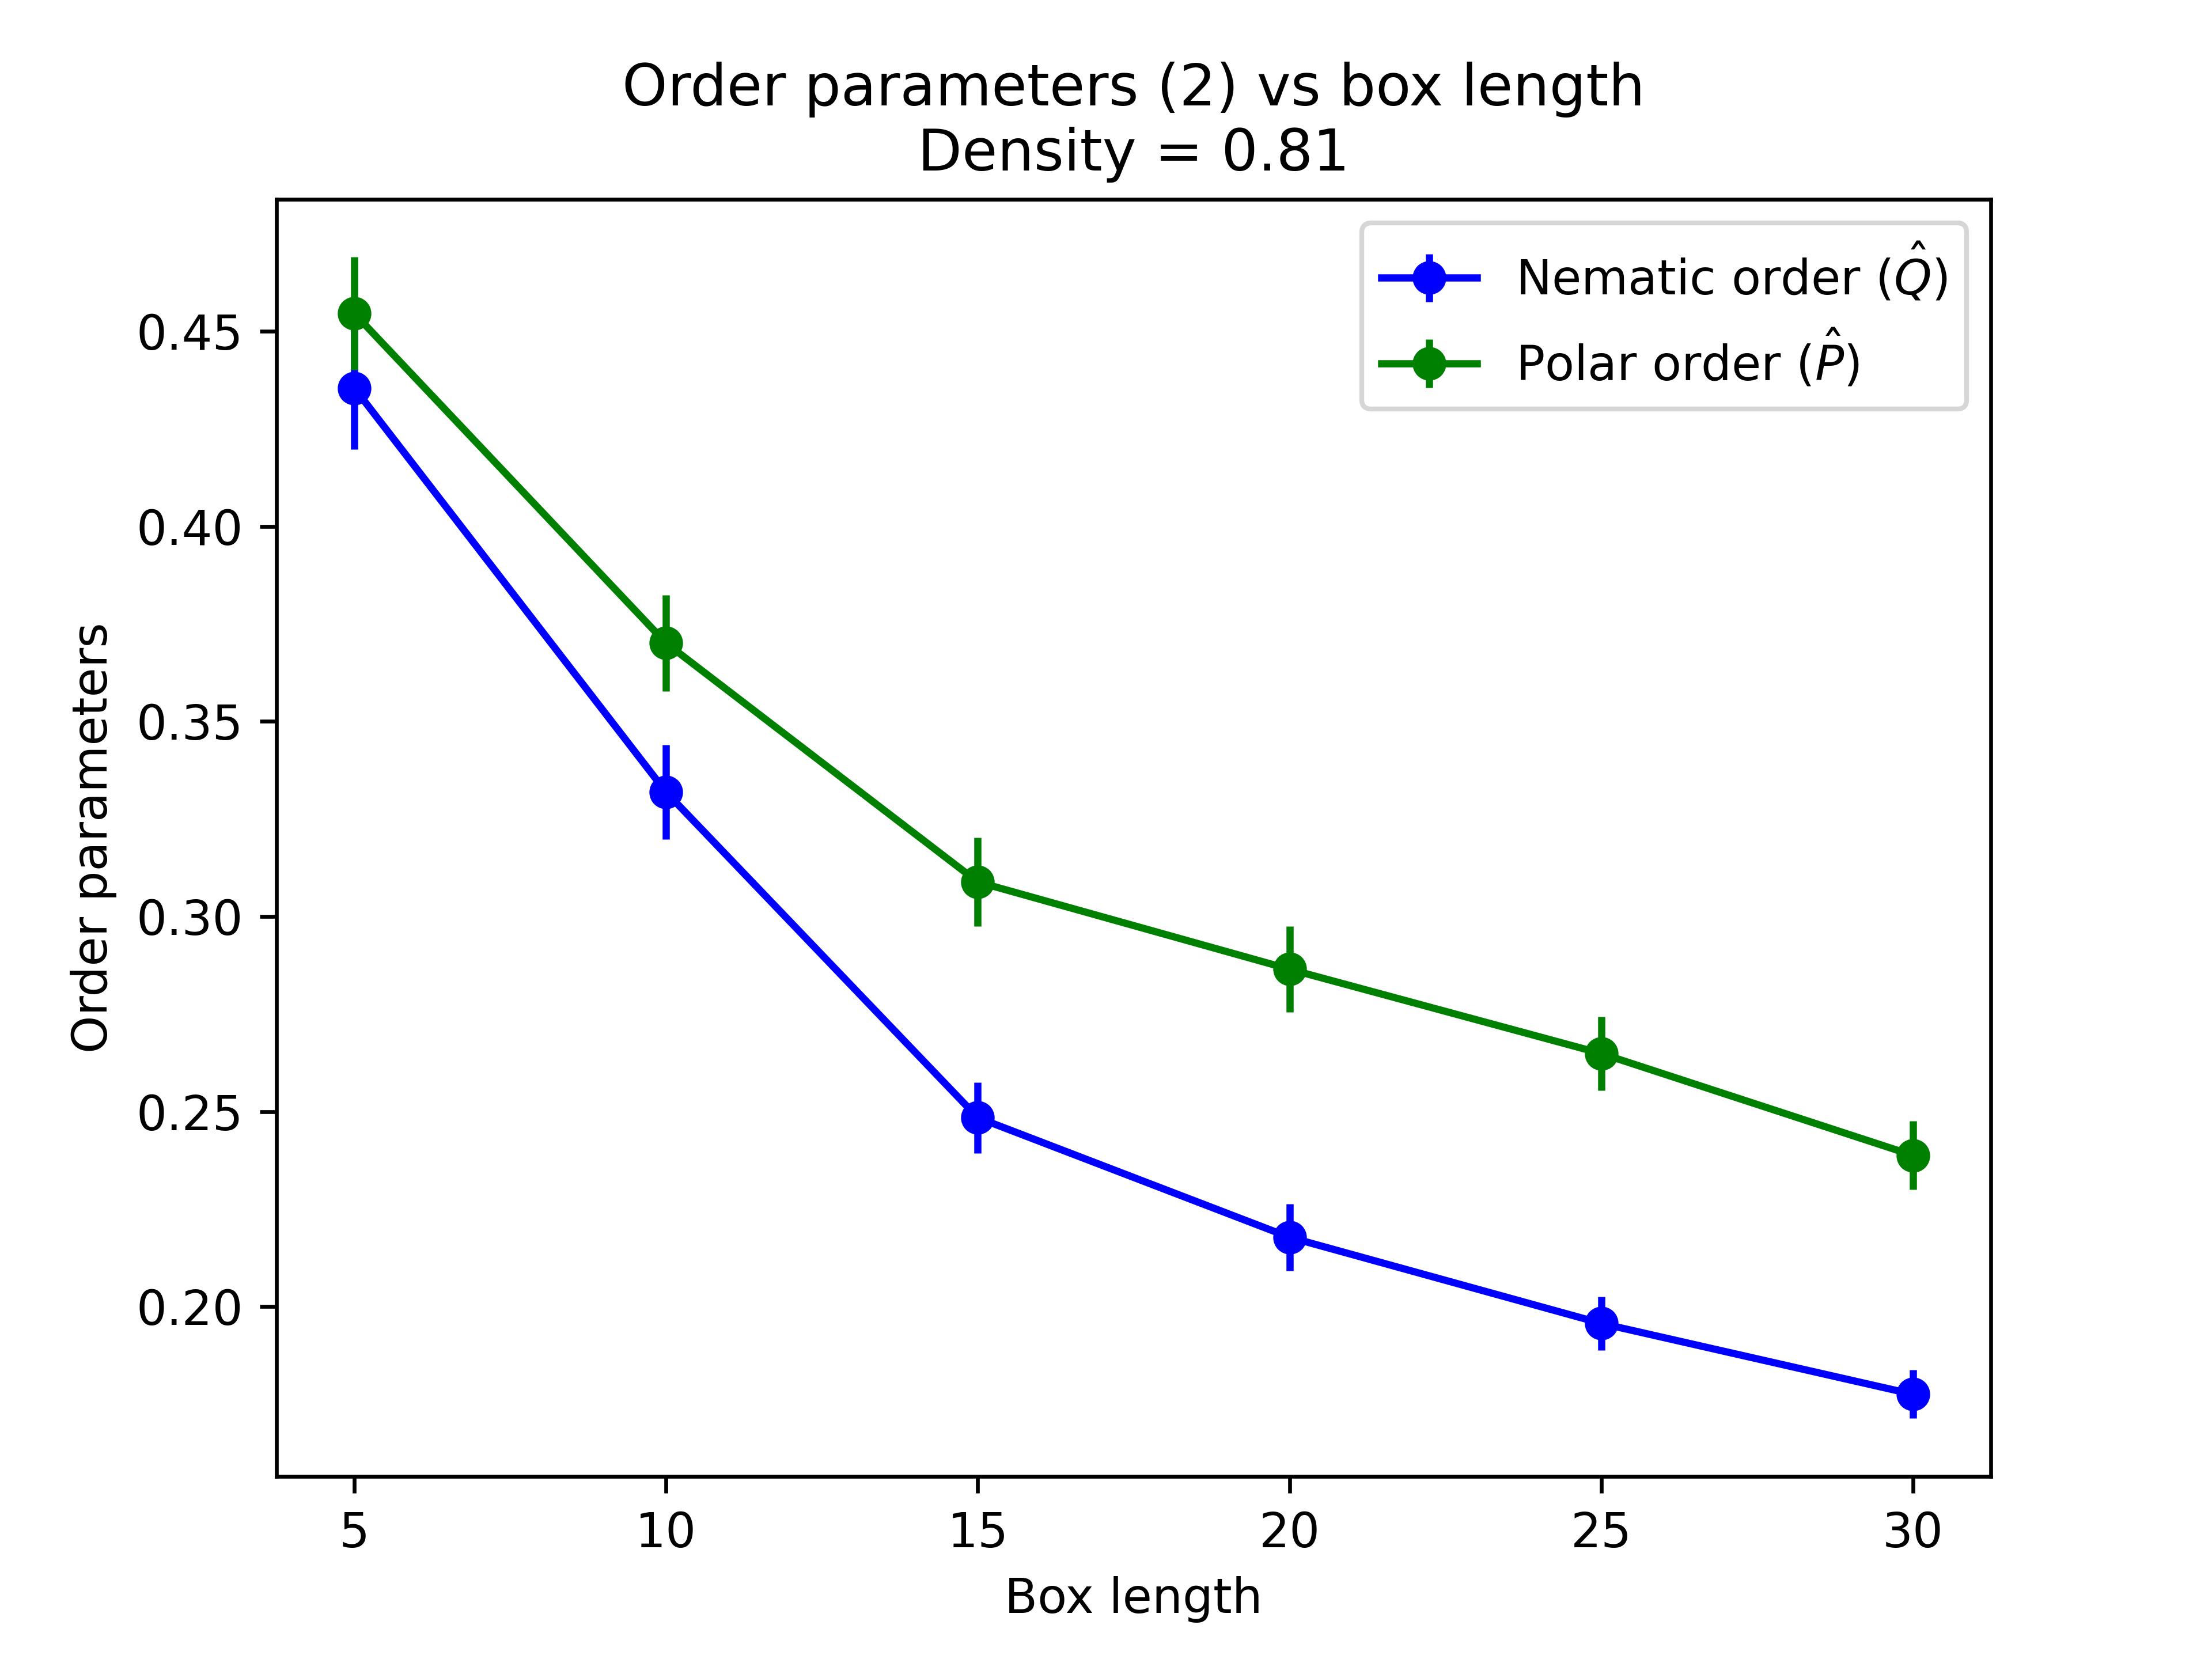 Order parameters (2) vs box length
Density = 0.81
Nematic order (Q̂)
Polar order (P̂)
Order parameters
0.45
0.40
0.35
0.30
0.25
0.20
5 10 15 20 25 30
Box length